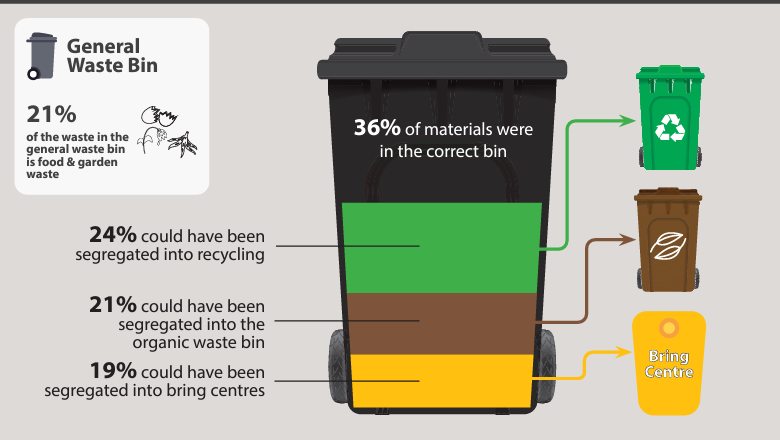 General
Waste Bin
21%
of the waste in the
general waste bin
is food & garden
waste
36% of materials were
in the correct bin
24% could have been
segregated into recycling
21% could have been
segregated into the
organic waste bin
19% could have been
segregated into bring centres
Bring
Centre